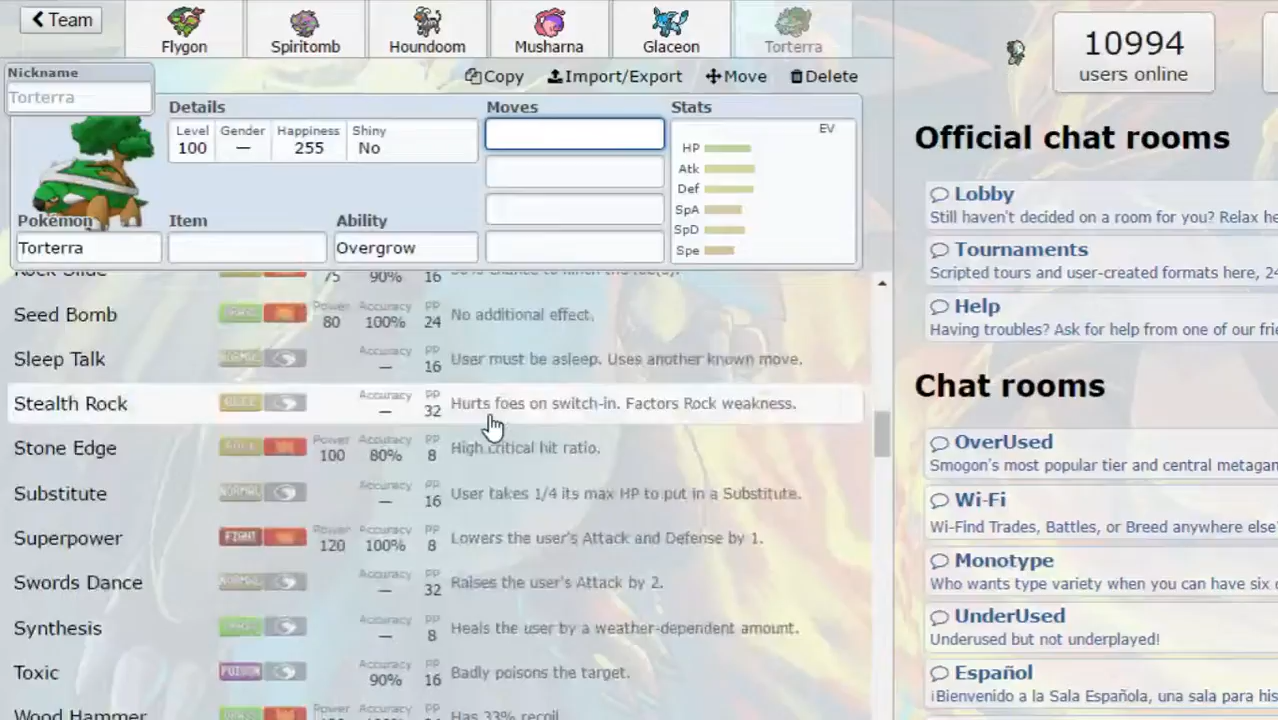 Team
Flygon
Spiritomb
Houndoom
Musharna
Glaceon
Torterra
10994
users online
Nickname
Torterra
Copy
Import/Export
Move
Delete
Details
Moves
Stats
Level
100
Gender
—
Happiness
255
Shiny
No
EV
HP
Atk
Def
SpA
SpD
Spe
Pokémon
Torterra
Item
Ability
Overgrow
Rock Slide 75 90% 16
Seed Bomb Power 80 Accuracy 100% PP 24 No additional effect.
Sleep Talk NORMAL Accuracy — PP 16 User must be asleep. Uses another known move.
Stealth Rock ROCK Accuracy — PP 32 Hurts foes on switch-in. Factors Rock weakness.
Stone Edge ROCK Power 100 Accuracy 80% PP 8 High critical hit ratio.
Substitute NORMAL Accuracy — PP 16 User takes 1/4 its max HP to put in a Substitute.
Superpower FIGHT Power 120 Accuracy 100% PP 8 Lowers the user's Attack and Defense by 1.
Swords Dance NORMAL Accuracy — PP 32 Raises the user's Attack by 2.
Synthesis Accuracy — PP 8 Heals the user by a weather-dependent amount.
Toxic POISON Accuracy 90% PP 16 Badly poisons the target.
Wood Hammer Has 33% recoil.
Official chat rooms
Lobby
Still haven't decided on a room for you? Relax he
Tournaments
Scripted tours and user-created formats here, 24
Help
Having troubles? Ask for help from one of our frie
Chat rooms
OverUsed
Smogon's most popular tier and central metagam
Wi-Fi
Wi-Find Trades, Battles, or Breed anywhere else
Monotype
Who wants type variety when you can have six o
UnderUsed
Underused but not underplayed!
Español
¡Bienvenido a la Sala Española, una sala para his